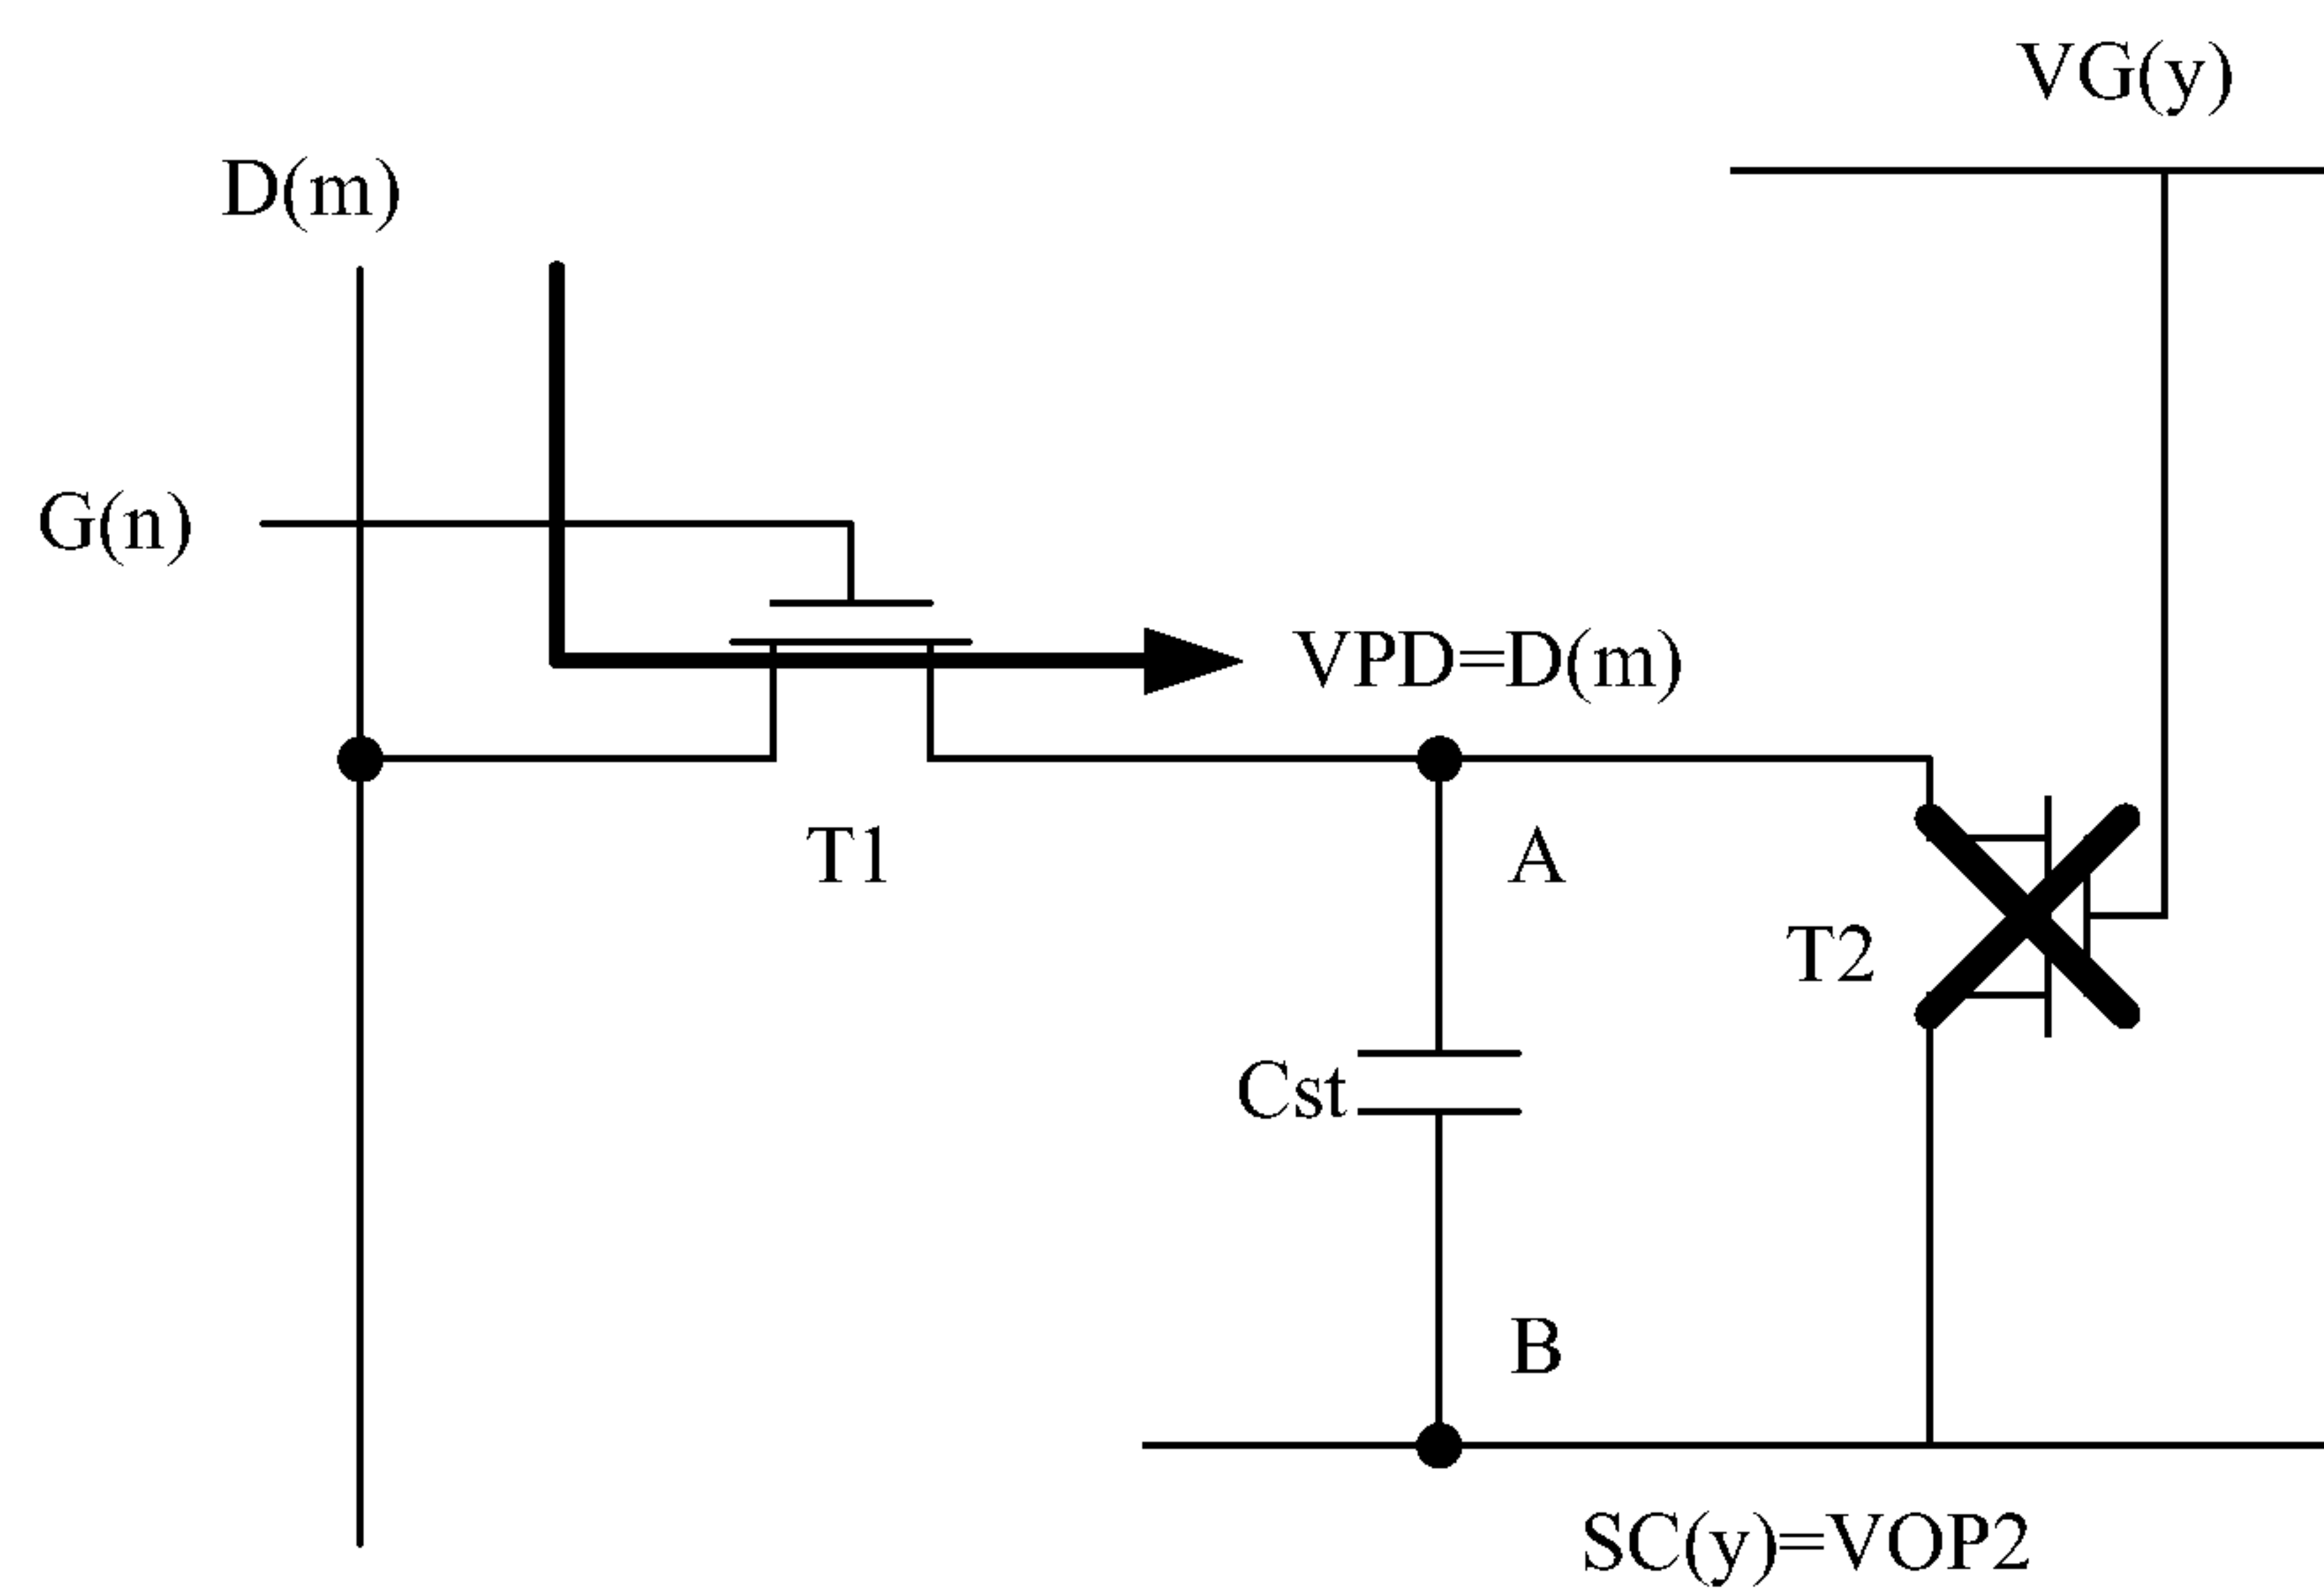 VG(y)
D(m)
G(n)
VPD=D(m)
T1
A
T2
Cst
B
SC(y)=VOP2